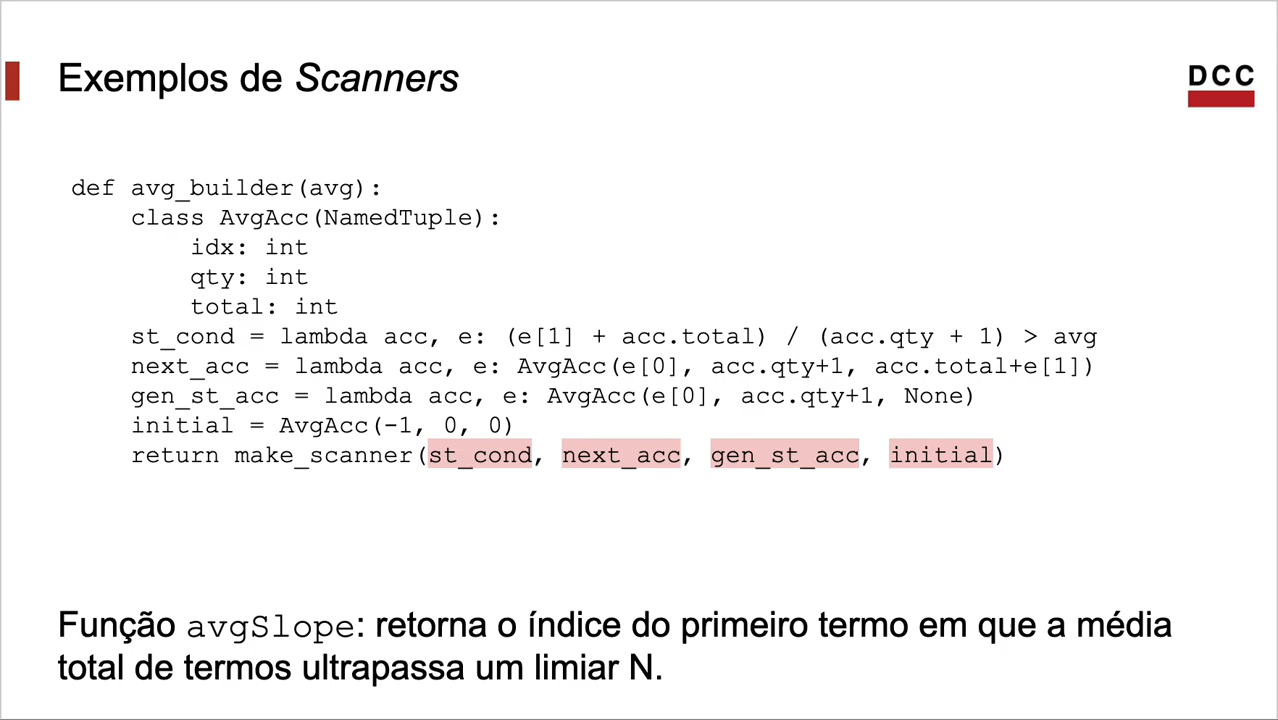 Exemplos de Scanners
DCC
def avg_builder(avg):
    class AvgAcc(NamedTuple):
        idx: int
        qty: int
        total: int
    st_cond = lambda acc, e: (e[1] + acc.total) / (acc.qty + 1) > avg
    next_acc = lambda acc, e: AvgAcc(e[0], acc.qty+1, acc.total+e[1])
    gen_st_acc = lambda acc, e: AvgAcc(e[0], acc.qty+1, None)
    initial = AvgAcc(-1, 0, 0)
    return make_scanner(st_cond, next_acc, gen_st_acc, initial)
Função avgSlope: retorna o índice do primeiro termo em que a média
total de termos ultrapassa um limiar N.